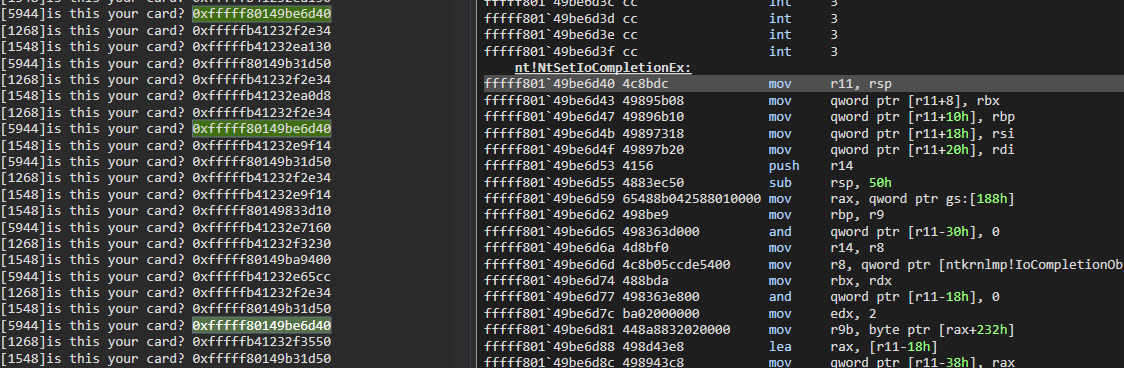 [5944]is this your card? 0xfffff80149be6d40
[1268]is this your card? 0xfffffb41232f2e34
[1548]is this your card? 0xfffffb41232ea130
[5944]is this your card? 0xfffff80149b31d50
[1268]is this your card? 0xfffffb41232f2e34
[1548]is this your card? 0xfffffb41232ea0d8
[1268]is this your card? 0xfffffb41232f2e34
[5944]is this your card? 0xfffff80149be6d40
[1548]is this your card? 0xfffffb41232e9f14
[5944]is this your card? 0xfffff80149b31d50
[1268]is this your card? 0xfffffb41232f2e34
[1548]is this your card? 0xfffffb41232e9f14
[1548]is this your card? 0xfffff80149833d10
[5944]is this your card? 0xfffffb41232e7160
[1268]is this your card? 0xfffffb41232f3230
[1548]is this your card? 0xfffff80149ba9400
[5944]is this your card? 0xfffffb41232e65cc
[1268]is this your card? 0xfffffb41232f2e34
[1548]is this your card? 0xfffff80149b31d50
[5944]is this your card? 0xfffff80149be6d40
[1268]is this your card? 0xfffffb41232f3550
[1548]is this your card? 0xfffff80149b31d50
fffff801`49be6d3c cc int 3
fffff801`49be6d3d cc int 3
fffff801`49be6d3e cc int 3
fffff801`49be6d3f cc int 3
nt!NtSetIoCompletionEx:
fffff801`49be6d40 4c8bdc mov r11, rsp
fffff801`49be6d43 49895b08 mov qword ptr [r11+8], rbx
fffff801`49be6d47 49896b10 mov qword ptr [r11+10h], rbp
fffff801`49be6d4b 49897318 mov qword ptr [r11+18h], rsi
fffff801`49be6d4f 49897b20 mov qword ptr [r11+20h], rdi
fffff801`49be6d53 4156 push r14
fffff801`49be6d55 4883ec50 sub rsp, 50h
fffff801`49be6d59 65488b042588010000 mov rax, qword ptr gs:[188h]
fffff801`49be6d62 498be9 mov rbp, r9
fffff801`49be6d65 498363d000 and qword ptr [r11-30h], 0
fffff801`49be6d6a 4d8bf0 mov r14, r8
fffff801`49be6d6d 4c8b05ccde5400 mov r8, qword ptr [ntkrnlmp!IoCompletionOb
fffff801`49be6d74 488bda mov rbx, rdx
fffff801`49be6d77 498363e800 and qword ptr [r11-18h], 0
fffff801`49be6d7c ba02000000 mov edx, 2
fffff801`49be6d81 448a8832020000 mov r9b, byte ptr [rax+232h]
fffff801`49be6d88 498d43e8 lea rax, [r11-18h]
fffff801`49be6d8c 498943c8 mov qword ptr [r11-38h], rax